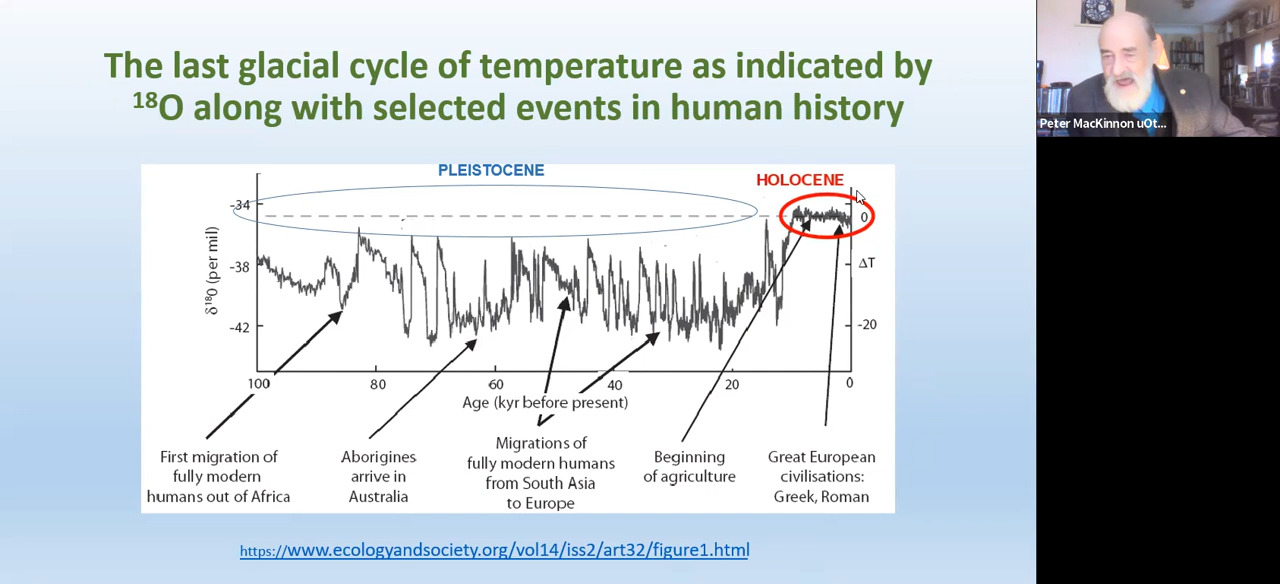 The last glacial cycle of temperature as indicated by
¹⁸O along with selected events in human history
Peter MacKinnon uOt...
PLEISTOCENE
HOLOCENE
-34
0
-38
ΔT
-42
-20
δ¹⁸O (per mil)
100 80 60 40 20 0
Age (kyr before present)
First migration of
fully modern
humans out of Africa
Aborigines
arrive in
Australia
Migrations of
fully modern humans
from South Asia
to Europe
Beginning
of agriculture
Great European
civilisations:
Greek, Roman
https://www.ecologyandsociety.org/vol14/iss2/art32/figure1.html